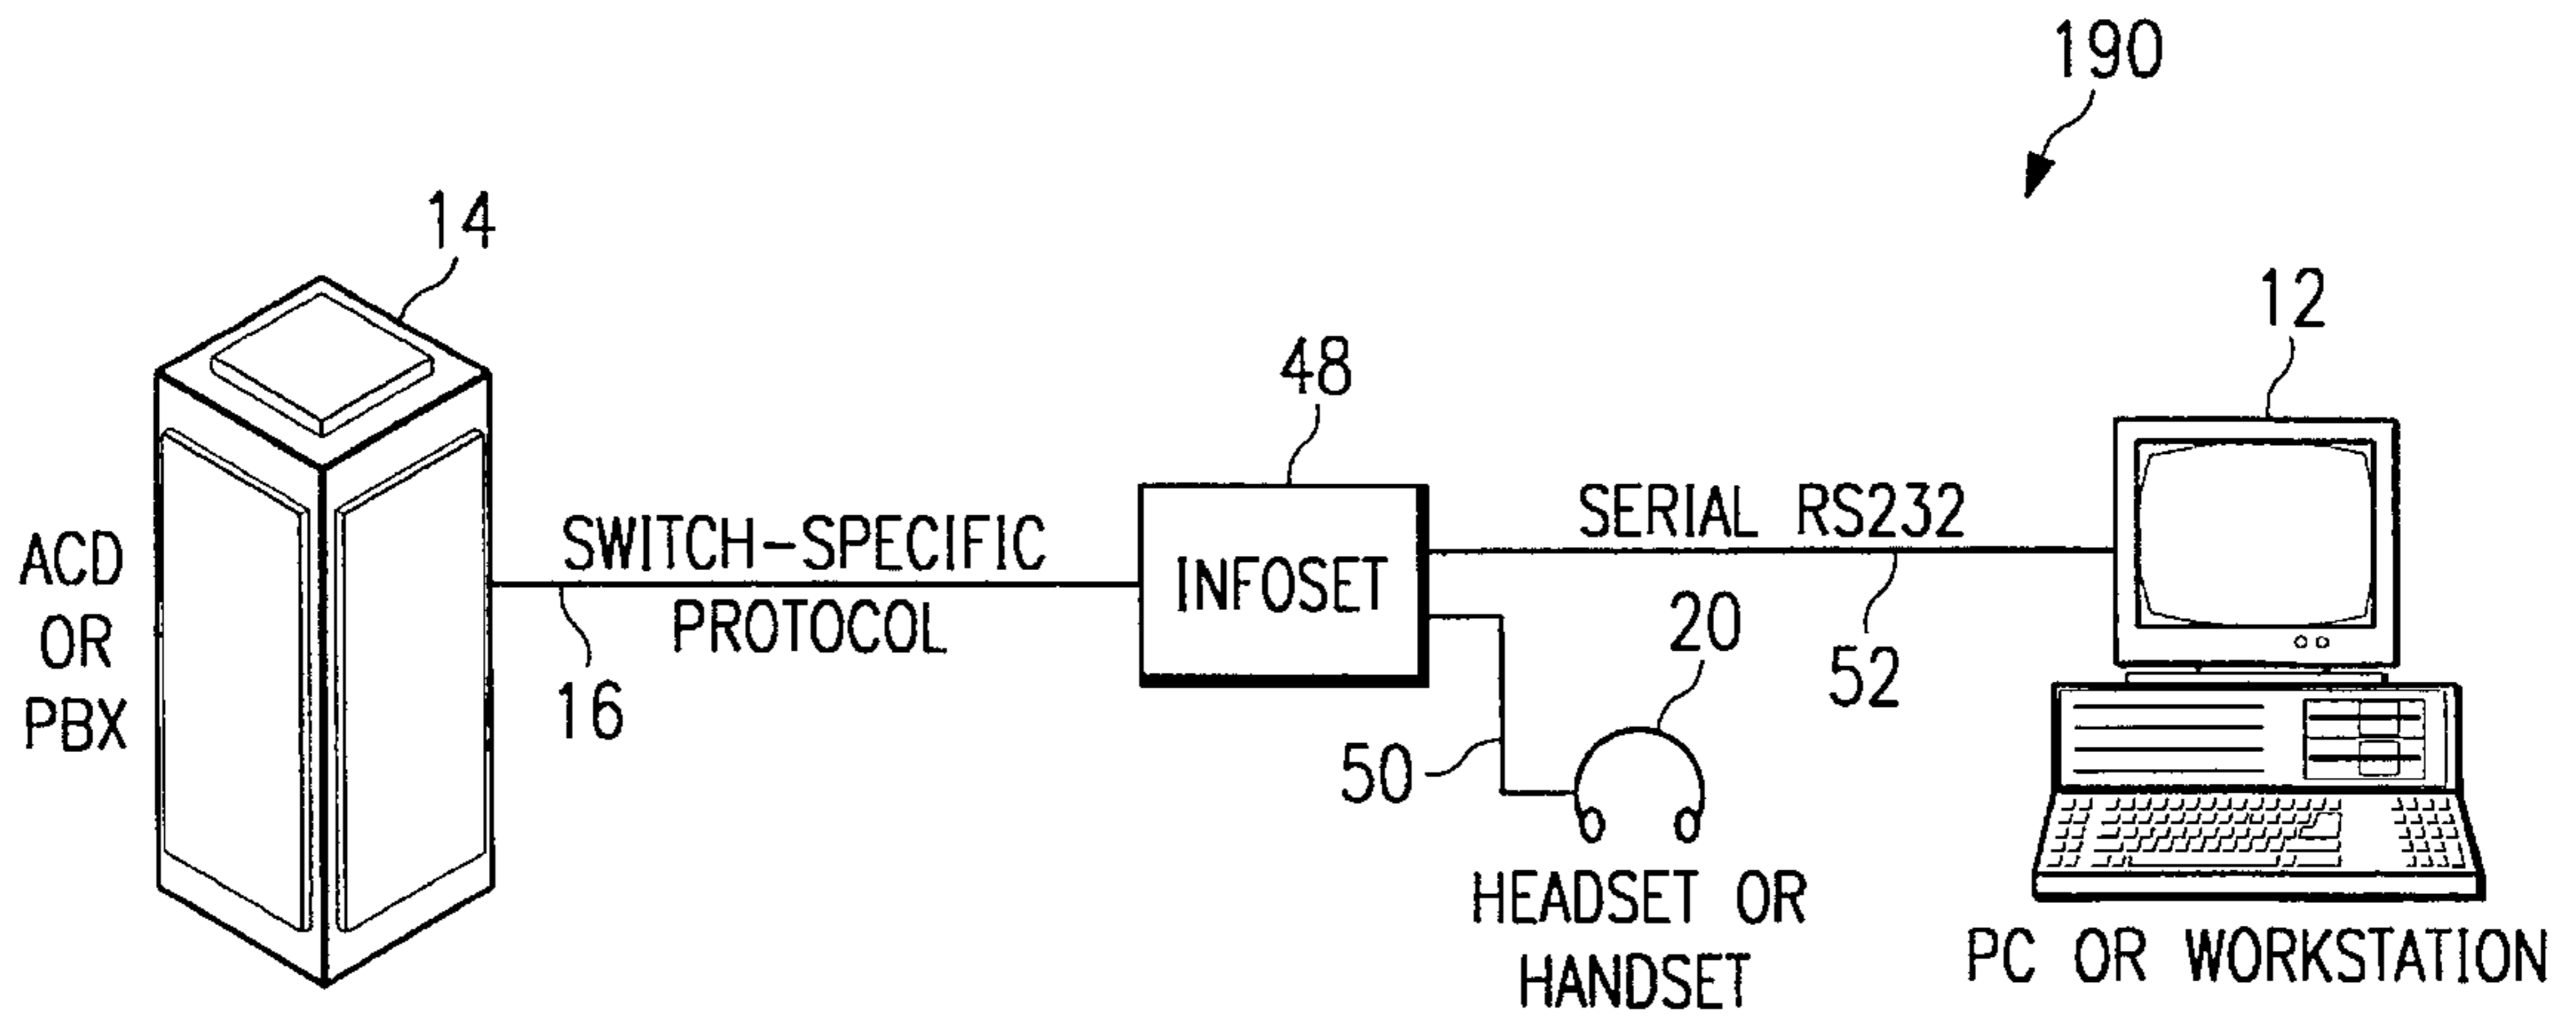 190
14
12
48
SERIAL RS232
SWITCH-SPECIFIC
ACD
OR
PBX
INFOSET
PROTOCOL
20
52
16
50
HEADSET OR
HANDSET
PC OR WORKSTATION